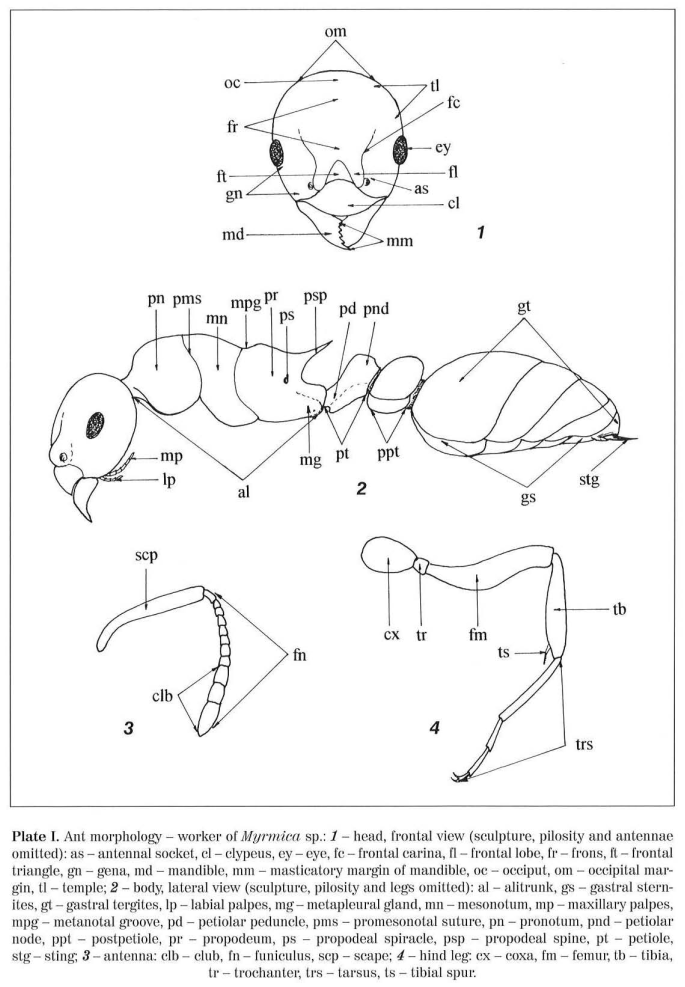 om
oc
tl
fc
fr
ey
ft
fl
gn
as
cl
md
mm
1
pn
pms
mn
mpg
pr
ps
psp
pd
pnd
gt
mp
lp
al
mg
pt
ppt
gs
stg
2
scp
fn
clb
3
cx
tr
fm
tb
ts
trs
4
Plate I. Ant morphology – worker of Myrmica sp.: 1 – head, frontal view (sculpture, pilosity and antennae
omitted): as – antennal socket, cl – clypeus, ey – eye, fc – frontal carina, fl – frontal lobe, fr – frons, ft – frontal
triangle, gn – gena, md – mandible, mm – masticatory margin of mandible, oc – occiput, om – occipital mar-
gin, tl – temple; 2 – body, lateral view (sculpture, pilosity and legs omitted): al – alitrunk, gs – gastral stern-
ites, gt – gastral tergites, lp – labial palpes, mg – metapleural gland, mn – mesonotum, mp – maxillary palpes,
mpg – metanotal groove, pd – petiolar peduncle, pms – promesonotal suture, pn – pronotum, pnd – petiolar
node, ppt – postpetiole, pr – propodeum, ps – propodeal spiracle, psp – propodeal spine, pt – petiole,
stg – sting; 3 – antenna: clb – club, fn – funiculus, scp – scape; 4 – hind leg: cx – coxa, fm – femur, tb – tibia,
tr – trochanter, trs – tarsus, ts – tibial spur.